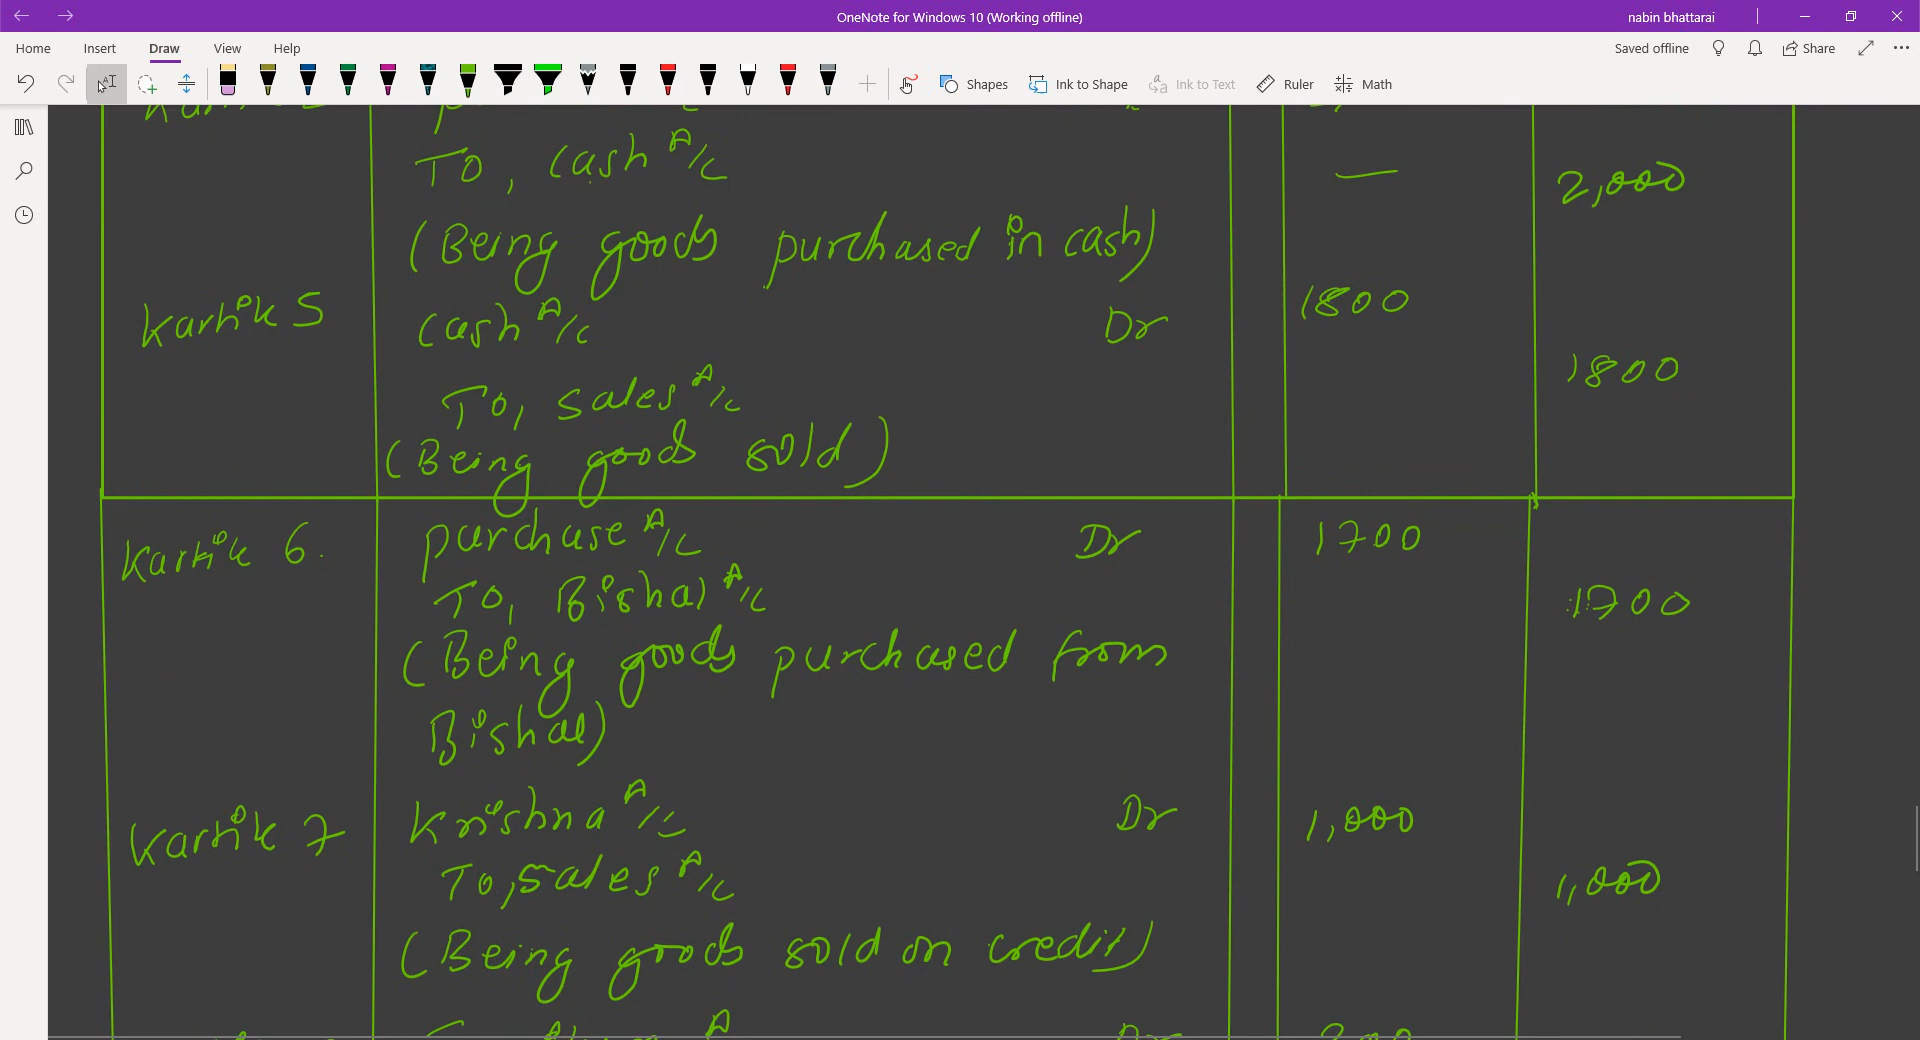 OneNote for Windows 10 (Working offline)
nabin bhattarai
Home Insert Draw View Help
Saved offline Share
Shapes Ink to Shape Ink to Text Ruler Math
To, Cash A/c — 2,000
(Being goods purchased in cash)
Kartik 5 Cash A/c Dr 1800
To, Sales A/c 1800
(Being goods sold)
Kartik 6. purchase A/c Dr 1700
To, Bishal A/c 1700
(Being goods purchased from
Bishal)
Kartik 7 Krishna A/c Dr 1,000
To, Sales A/c 1,000
(Being goods sold on credit)